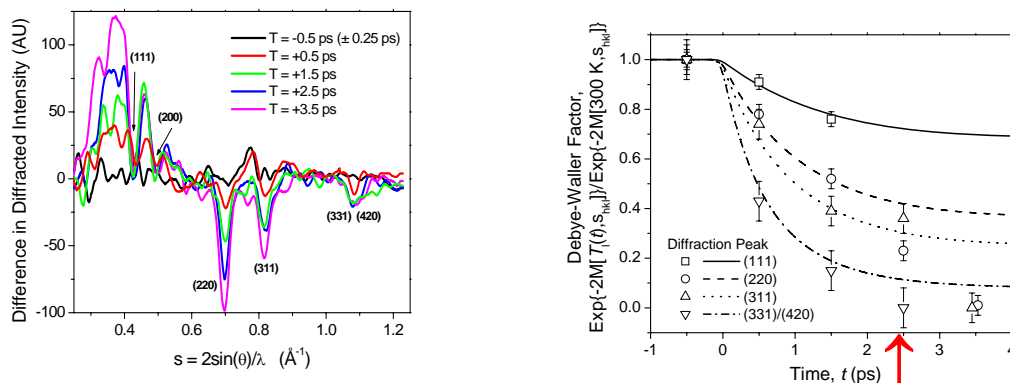 Difference in Diffracted Intensity (AU)
100
50
0
-50
-100
T = -0.5 ps (± 0.25 ps)
T = +0.5 ps
T = +1.5 ps
T = +2.5 ps
T = +3.5 ps
(111)
(200)
(220)
(311)
(331) (420)
0.4 0.6 0.8 1.0 1.2
s = 2sin(θ)/λ (Å⁻¹)
Debye-Waller Factor,
Exp{-2M[Tₗ(t),sₕₖₗ]}/Exp{-2M[300 K,sₕₖₗ]}
1.0
0.8
0.6
0.4
0.2
0.0
Diffraction Peak
(111)
(220)
(311)
(331)/(420)
-1 0 1 2 3 4
Time, t (ps)